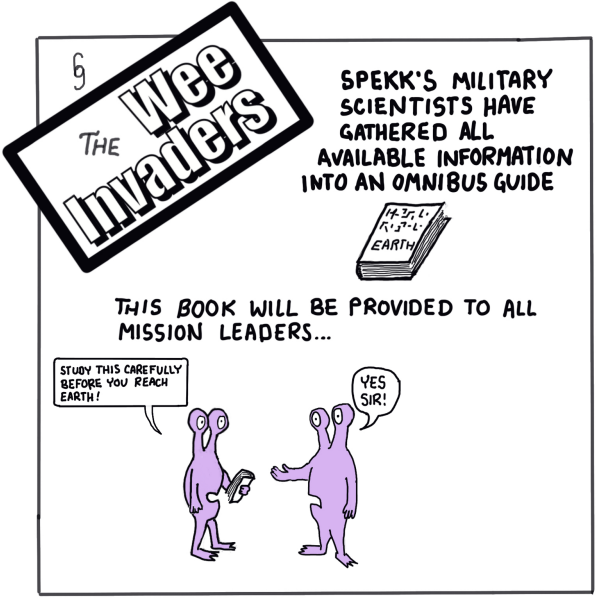 THE
Wee
Invaders
SPEKK'S MILITARY
SCIENTISTS HAVE
GATHERED ALL
AVAILABLE INFORMATION
INTO AN OMNIBUS GUIDE
EARTH
THIS BOOK WILL BE PROVIDED TO ALL
MISSION LEADERS...
STUDY THIS CAREFULLY
BEFORE YOU REACH
EARTH!
YES
SIR!